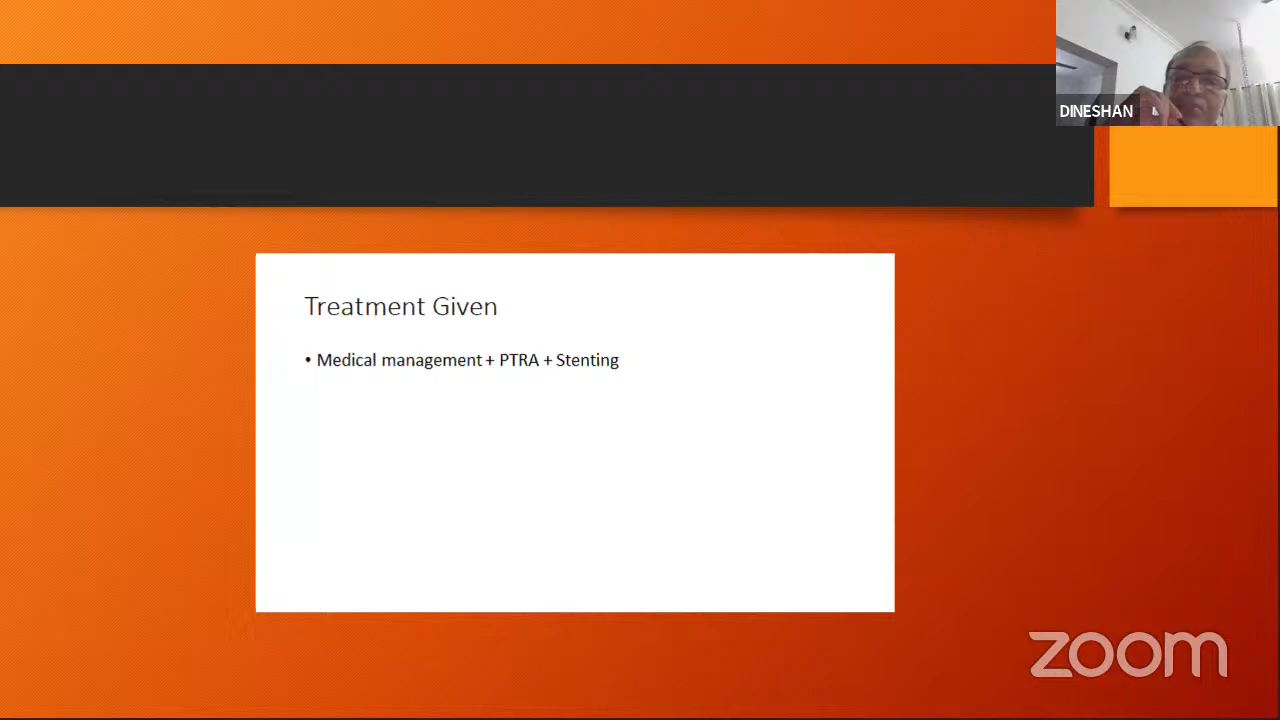 DINESHAN
Treatment Given
• Medical management + PTRA + Stenting
zoom